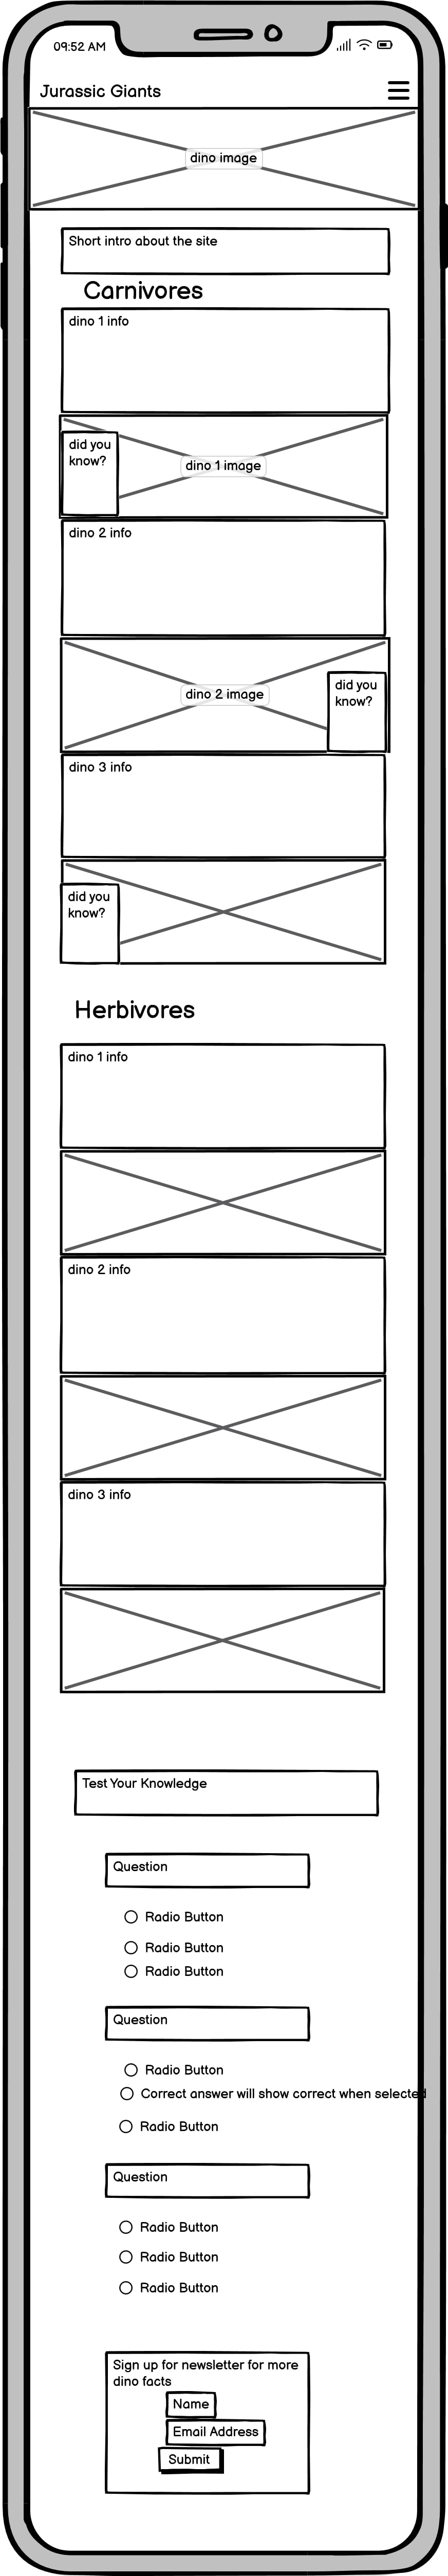 09:52 AM
Jurassic Giants
dino image
Short intro about the site
Carnivores
dino 1 info
did you
know?
dino 1 image
dino 2 info
dino 2 image
did you
know?
dino 3 info
did you
know?
Herbivores
dino 1 info
dino 2 info
dino 3 info
Test Your Knowledge
Question
Radio Button
Radio Button
Radio Button
Question
Radio Button
Correct answer will show correct when selected
Radio Button
Question
Radio Button
Radio Button
Radio Button
Sign up for newsletter for more
dino facts
Name
Email Address
Submit